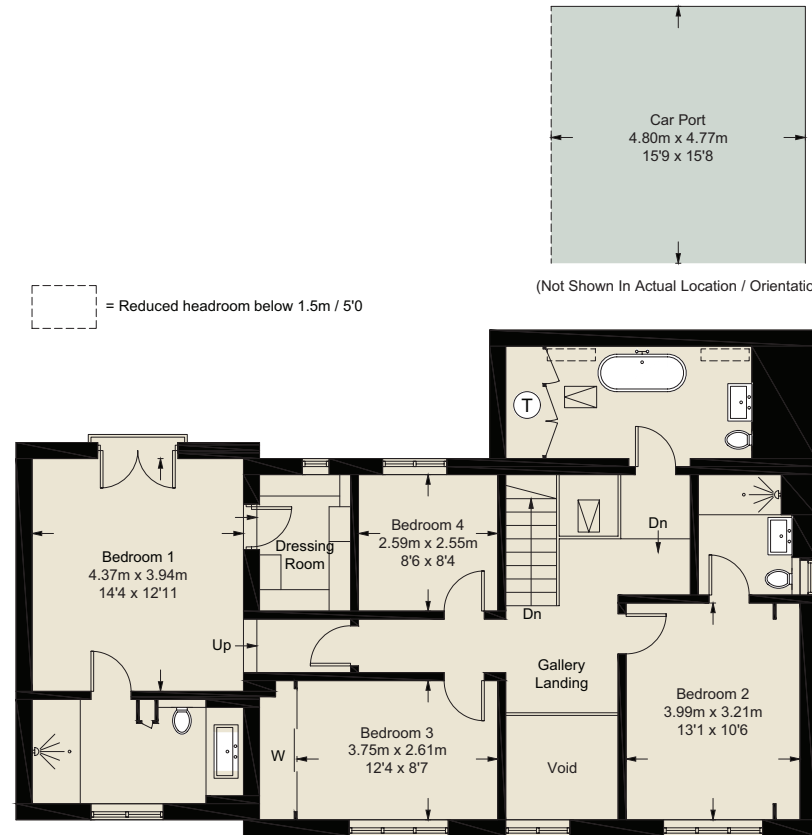 Car Port
4.80m x 4.77m
15'9 x 15'8
(Not Shown In Actual Location / Orientatio
= Reduced headroom below 1.5m / 5'0
T
Bedroom 1
4.37m x 3.94m
14'4 x 12'11
Dressing
Room
Bedroom 4
2.59m x 2.55m
8'6 x 8'4
Dn
Dn
Up
Gallery
Landing
Bedroom 2
3.99m x 3.21m
13'1 x 10'6
W
Bedroom 3
3.75m x 2.61m
12'4 x 8'7
Void